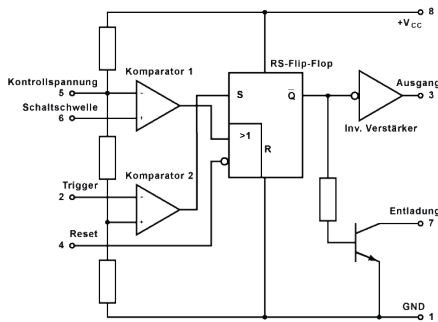 8
+VCC
RS-Flip-Flop
Kontrollspannung
5
Komparator 1
-
+
Schaltschwelle
6
S
Q̅
Ausgang
3
Inv. Verstärker
>1
R
Komparator 2
-
+
Trigger
2
Reset
4
Entladung
7
GND
1